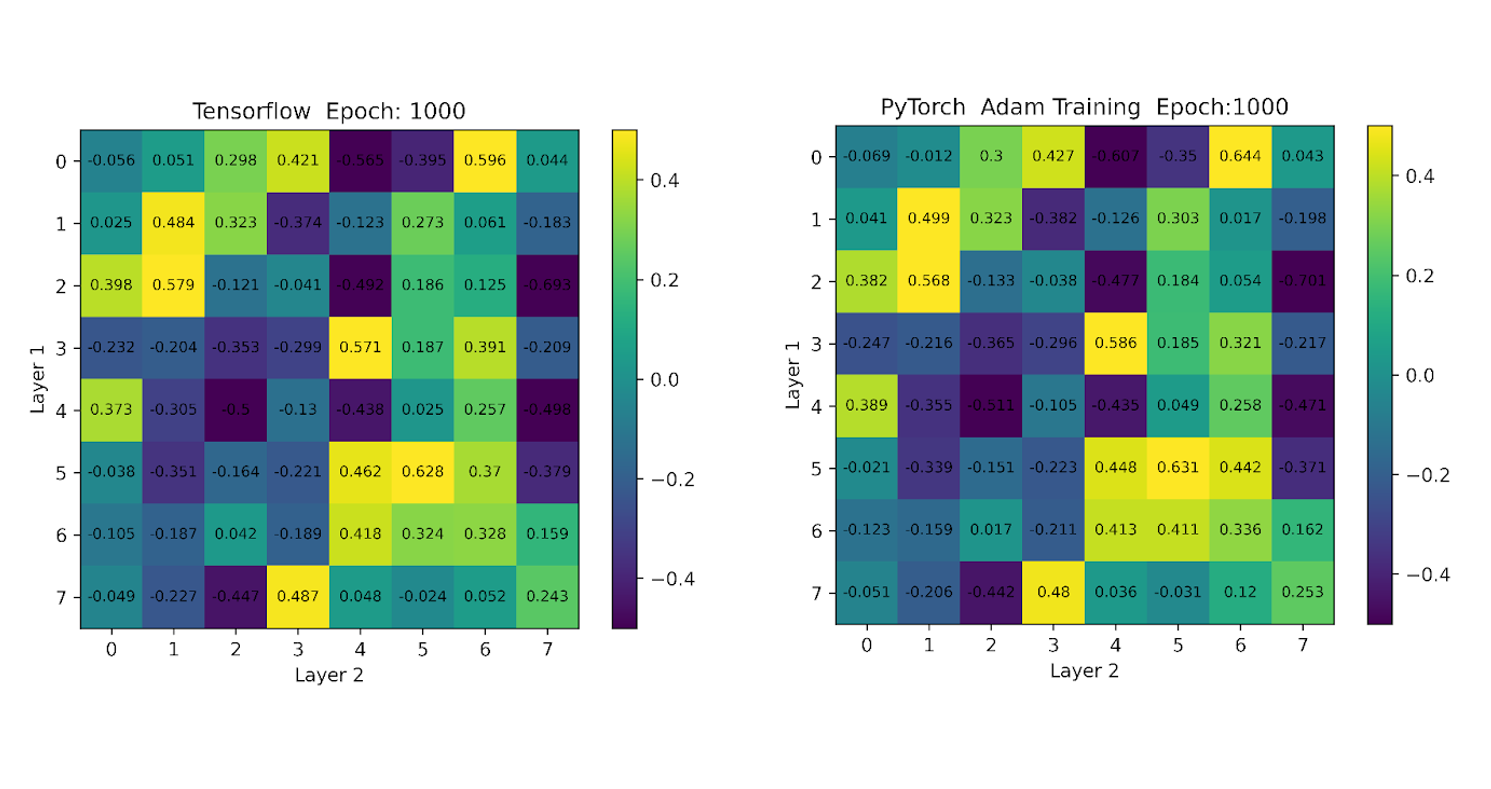 Tensorflow Epoch: 1000
0 -0.056 0.051 0.298 0.421 -0.565 -0.395 0.596 0.044
1 0.025 0.484 0.323 -0.374 -0.123 0.273 0.061 -0.183
2 0.398 0.579 -0.121 -0.041 -0.492 0.186 0.125 -0.693
3 -0.232 -0.204 -0.353 -0.299 0.571 0.187 0.391 -0.209
4 0.373 -0.305 -0.5 -0.13 -0.438 0.025 0.257 -0.498
5 -0.038 -0.351 -0.164 -0.221 0.462 0.628 0.37 -0.379
6 -0.105 -0.187 0.042 -0.189 0.418 0.324 0.328 0.159
7 -0.049 -0.227 -0.447 0.487 0.048 -0.024 0.052 0.243
0 1 2 3 4 5 6 7
Layer 2
Layer 1
0.4
0.2
0.0
−0.2
−0.4
PyTorch Adam Training Epoch:1000
0 -0.069 -0.012 0.3 0.427 -0.607 -0.35 0.644 0.043
1 0.041 0.499 0.323 -0.382 -0.126 0.303 0.017 -0.198
2 0.382 0.568 -0.133 -0.038 -0.477 0.184 0.054 -0.701
3 -0.247 -0.216 -0.365 -0.296 0.586 0.185 0.321 -0.217
4 0.389 -0.355 -0.511 -0.105 -0.435 0.049 0.258 -0.471
5 -0.021 -0.339 -0.151 -0.223 0.448 0.631 0.442 -0.371
6 -0.123 -0.159 0.017 -0.211 0.413 0.411 0.336 0.162
7 -0.051 -0.206 -0.442 0.48 0.036 -0.031 0.12 0.253
0 1 2 3 4 5 6 7
Layer 2
Layer 1
0.4
0.2
0.0
−0.2
−0.4